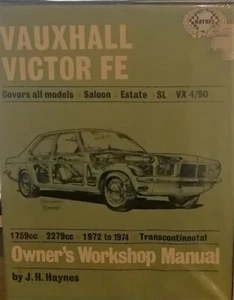 HAYNES
VAUXHALL
VICTOR FE
Covers all models Saloon Estate SL VX 4/90
1759cc 2279cc 1972 to 1974 Transcontinental
Owner's Workshop Manual
by J.H. Haynes